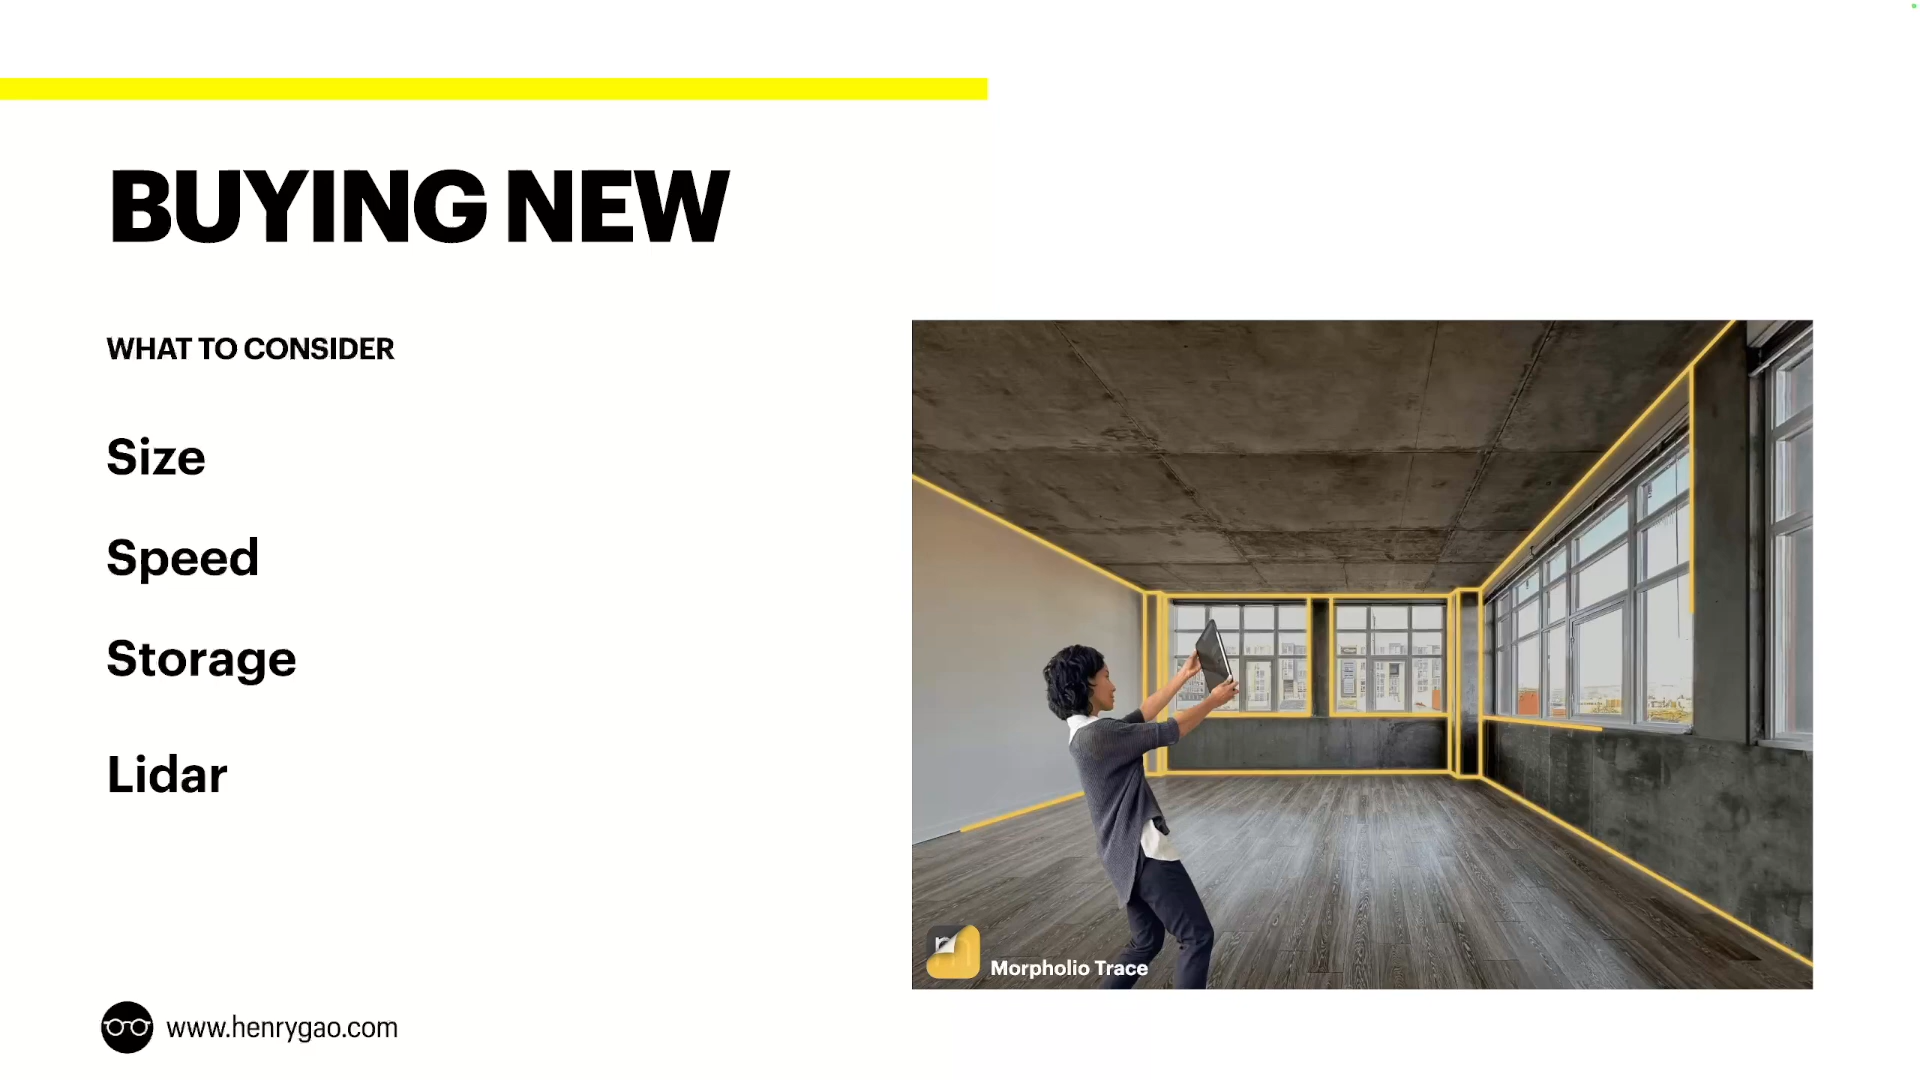 BUYING NEW
WHAT TO CONSIDER
Size
Speed
Storage
Lidar
Morpholio Trace
www.henrygao.com